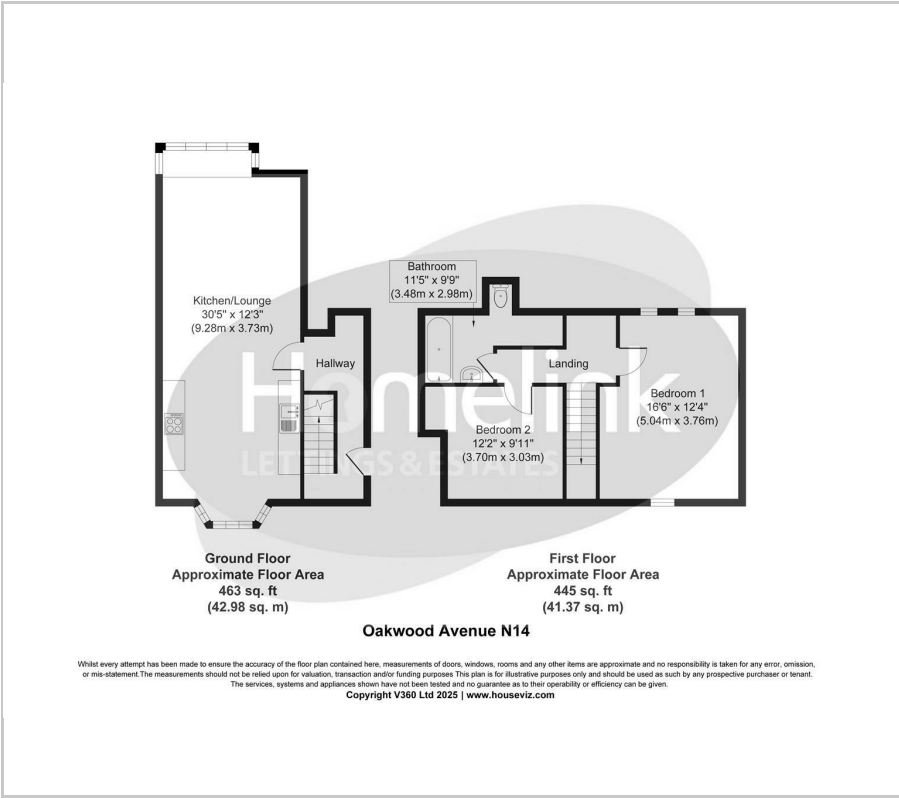 Bathroom
11'5" x 9'9"
(3.48m x 2.98m)
Kitchen/Lounge
30'5" x 12'3"
(9.28m x 3.73m)
Hallway
Landing
Bedroom 1
16'6" x 12'4"
(5.04m x 3.76m)
Bedroom 2
12'2" x 9'11"
(3.70m x 3.03m)
Homelink
LETTINGS & ESTATES
Ground Floor
Approximate Floor Area
463 sq. ft
(42.98 sq. m)
First Floor
Approximate Floor Area
445 sq. ft
(41.37 sq. m)
Oakwood Avenue N14
Whilst every attempt has been made to ensure the accuracy of the floor plan contained here, measurements of doors, windows, rooms and any other items are approximate and no responsibility is taken for any error, omission,
or mis-statement.The measurements should not be relied upon for valuation, transaction and/or funding purposes This plan is for illustrative purposes only and should be used as such by any prospective purchaser or tenant.
The services, systems and appliances shown have not been tested and no guarantee as to their operability or efficiency can be given.
Copyright V360 Ltd 2025 | www.houseviz.com